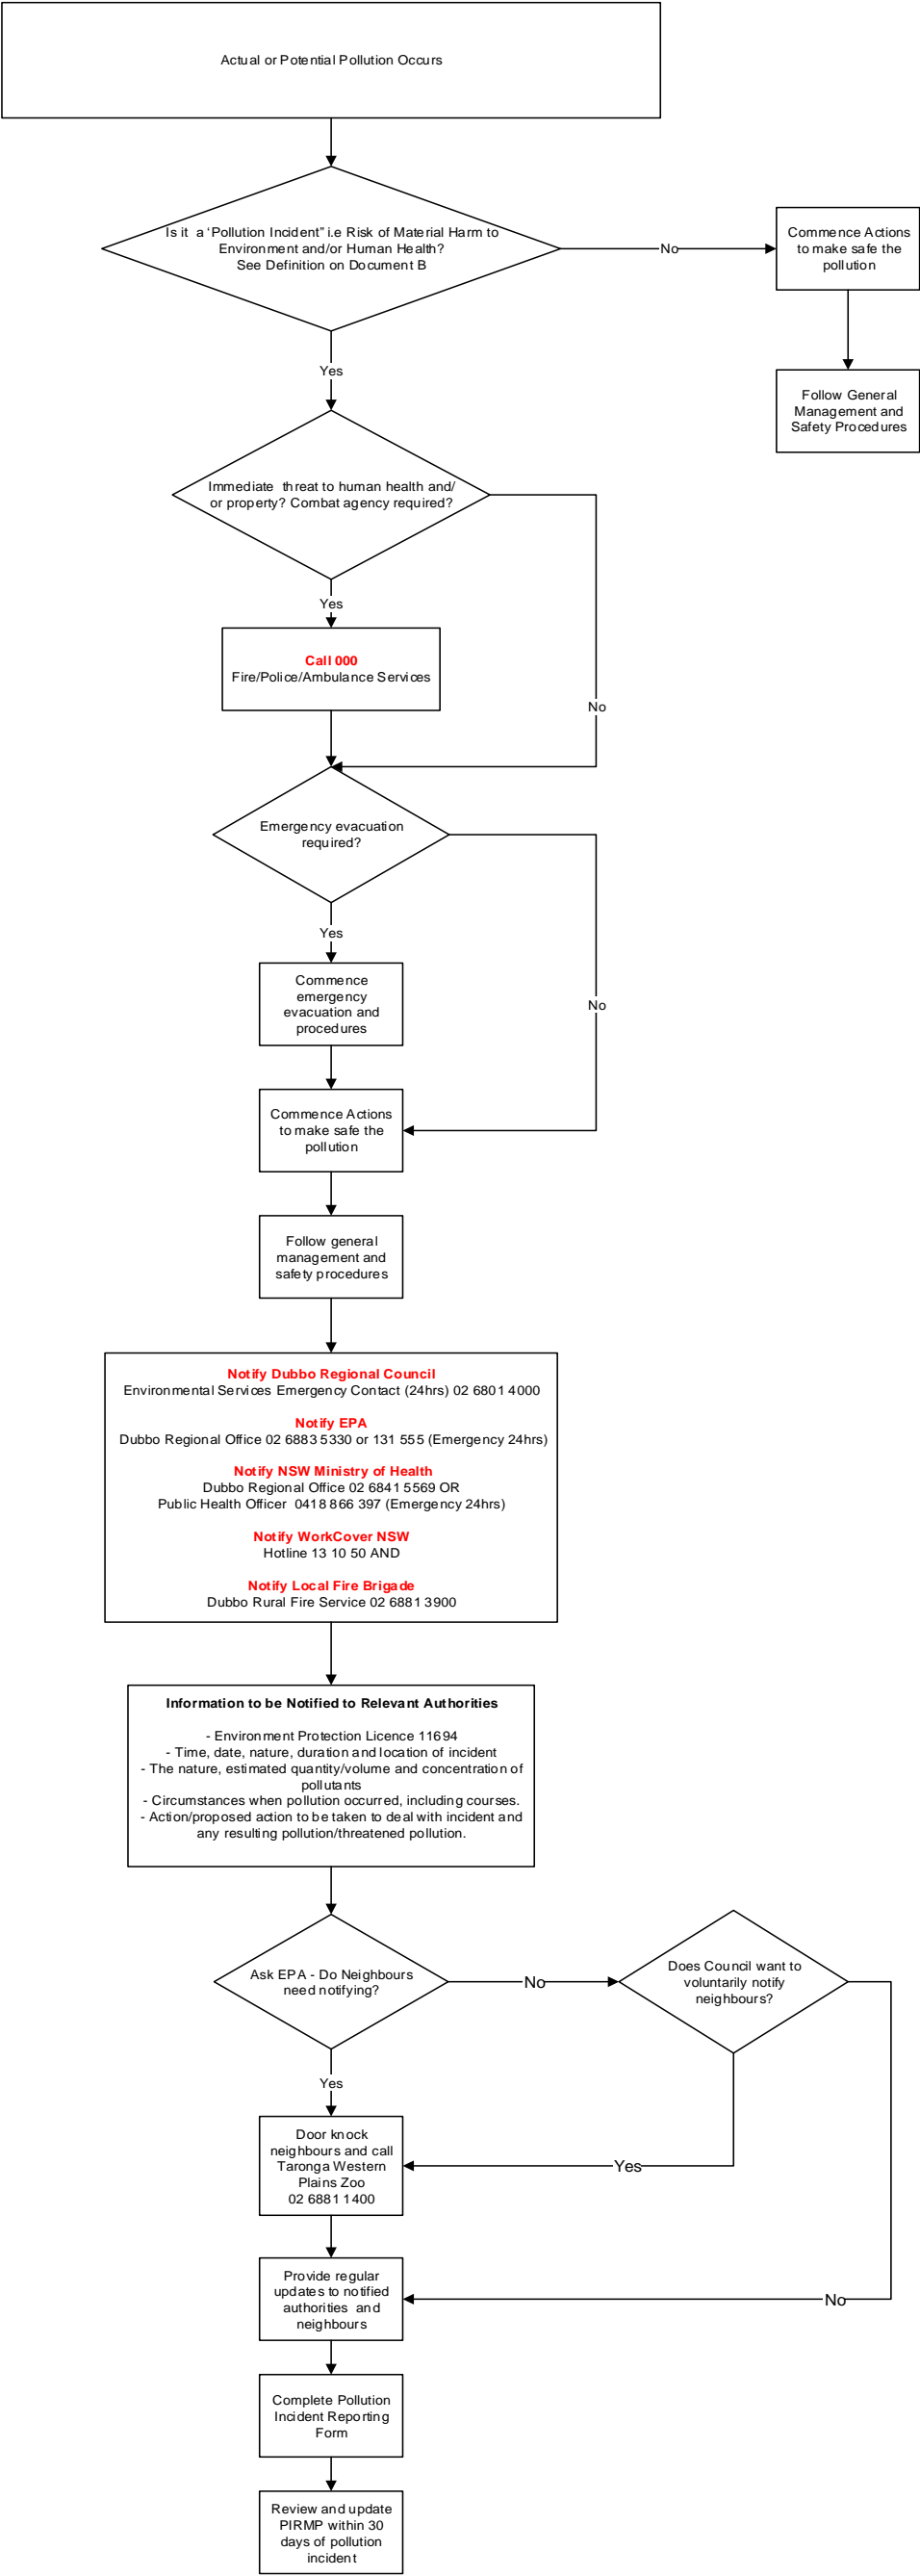 Actual or Potential Pollution Occurs
Is it a ‘Pollution Incident” i.e Risk of Material Harm to
Environment and/or Human Health?
See Definition on Document B
No
Commence Actions
to make safe the
pollution
Follow General
Management and
Safety Procedures
Yes
Immediate threat to human health and/
or property? Combat agency required?
Yes
Call 000
Fire/Police/Ambulance Services
No
Emergency evacuation
required?
Yes
Commence
emergency
evacuation and
procedures
No
Commence Actions
to make safe the
pollution
Follow general
management and
safety procedures
Notify Dubbo Regional Council
Environmental Services Emergency Contact (24hrs) 02 6801 4000
Notify EPA
Dubbo Regional Office 02 6883 5330 or 131 555 (Emergency 24hrs)
Notify NSW Ministry of Health
Dubbo Regional Office 02 6841 5569 OR
Public Health Officer 0418 866 397 (Emergency 24hrs)
Notify WorkCover NSW
Hotline 13 10 50 AND
Notify Local Fire Brigade
Dubbo Rural Fire Service 02 6881 3900
Information to be Notified to Relevant Authorities
- Environment Protection Licence 11694
- Time, date, nature, duration and location of incident
- The nature, estimated quantity/volume and concentration of
pollutants
- Circumstances when pollution occurred, including courses.
- Action/proposed action to be taken to deal with incident and
any resulting pollution/threatened pollution.
Ask EPA - Do Neighbours
need notifying?
No
Does Council want to
voluntarily notify
neighbours?
Yes
Door knock
neighbours and call
Taronga Western
Plains Zoo
02 6881 1400
Yes
Provide regular
updates to notified
authorities and
neighbours
No
Complete Pollution
Incident Reporting
Form
Review and update
PIRMP within 30
days of pollution
incident